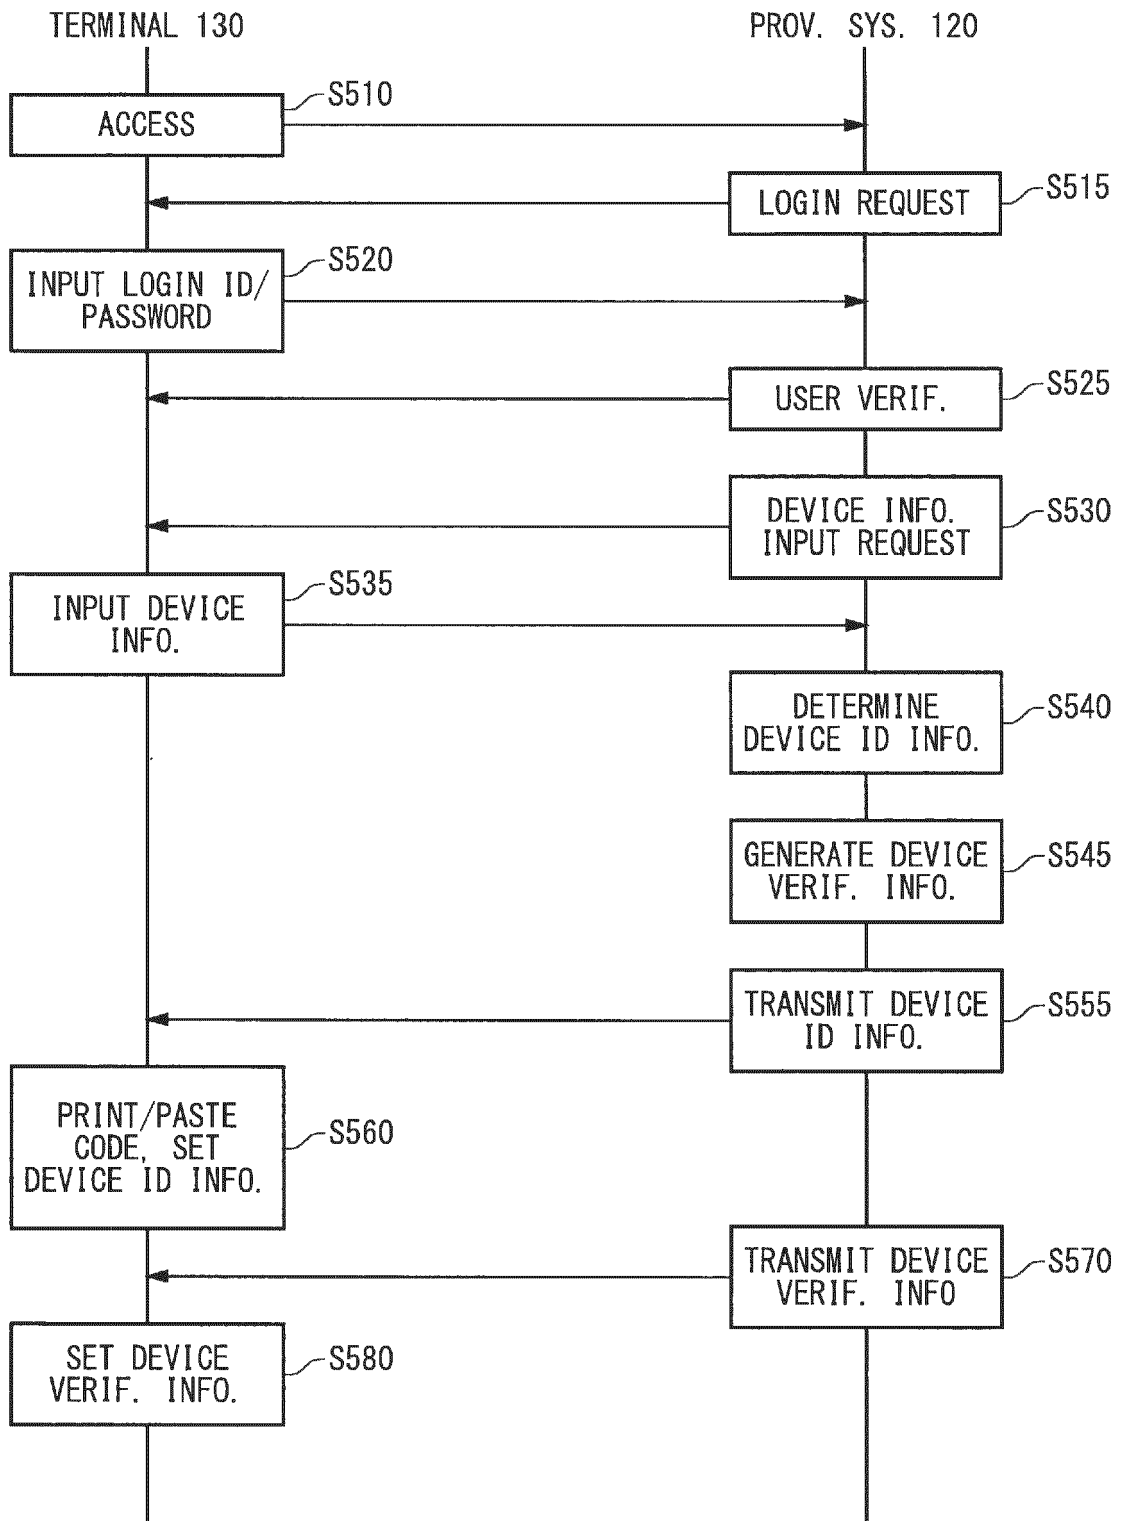 TERMINAL 130
PROV. SYS. 120
S510
ACCESS
S515
LOGIN REQUEST
S520
INPUT LOGIN ID/
PASSWORD
S525
USER VERIF.
S530
DEVICE INFO.
INPUT REQUEST
S535
INPUT DEVICE
INFO.
S540
DETERMINE
DEVICE ID INFO.
S545
GENERATE DEVICE
VERIF. INFO.
S555
TRANSMIT DEVICE
ID INFO.
S560
PRINT/PASTE
CODE, SET
DEVICE ID INFO.
S570
TRANSMIT DEVICE
VERIF. INFO
S580
SET DEVICE
VERIF. INFO.